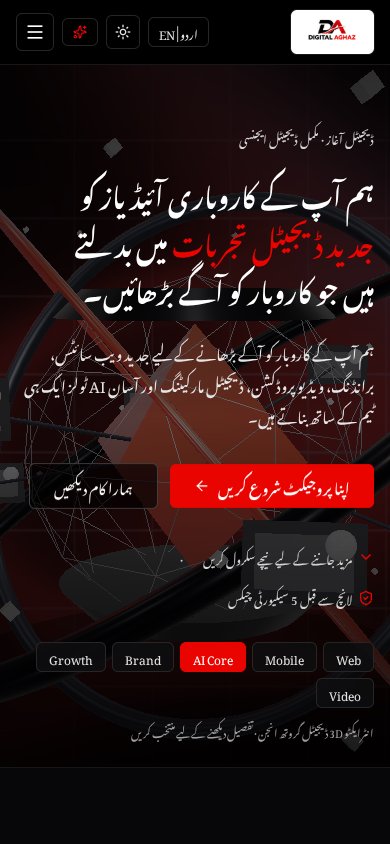 EN|اردو
DIGITAL AGHAZ
ڈیجیٹل آغاز · مکمل ڈیجیٹل ایجنسی
ہم آپ کے کاروباری آئیڈیاز کو
جدید ڈیجیٹل تجربات میں بدلتے
ہیں جو کاروبار کو آگے بڑھائیں۔
ہم آپ کے کاروبار کو آگے بڑھانے کے لیے جدید ویب سائٹس،
برانڈنگ، ویڈیو پروڈکشن، ڈیجیٹل مارکیٹنگ اور آسان AI ٹولز ایک ہی
ٹیم کے ساتھ بناتے ہیں۔
اپنا پروجیکٹ شروع کریں ←
ہمارا کام دیکھیں
مزید جاننے کے لیے نیچے سکرول کریں ·
لانچ سے قبل 5 سیکیورٹی چیکس
Web Mobile AI Core Brand Growth
Video
انٹرایکٹو 3D ڈیجیٹل گروتھ انجن · تفصیل دیکھنے کے لیے منتخب کریں